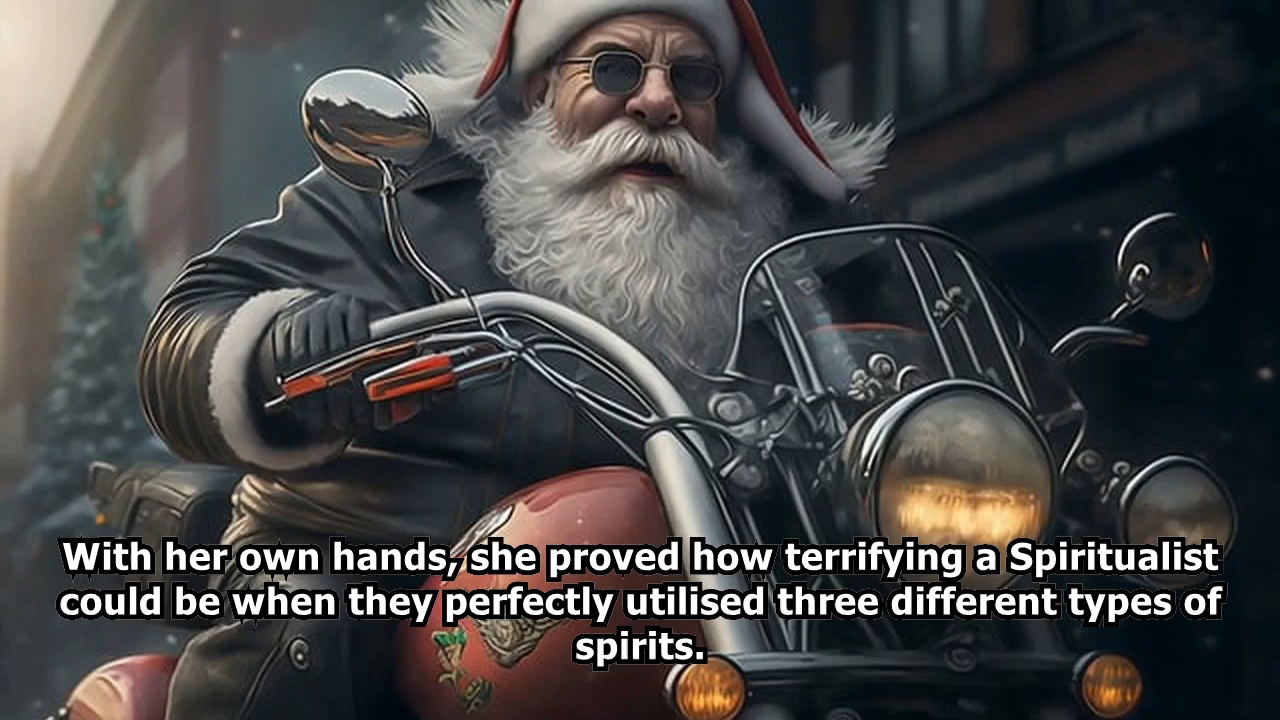 With her own hands, she proved how terrifying a Spiritualist
could be when they perfectly utilised three different types of
spirits.